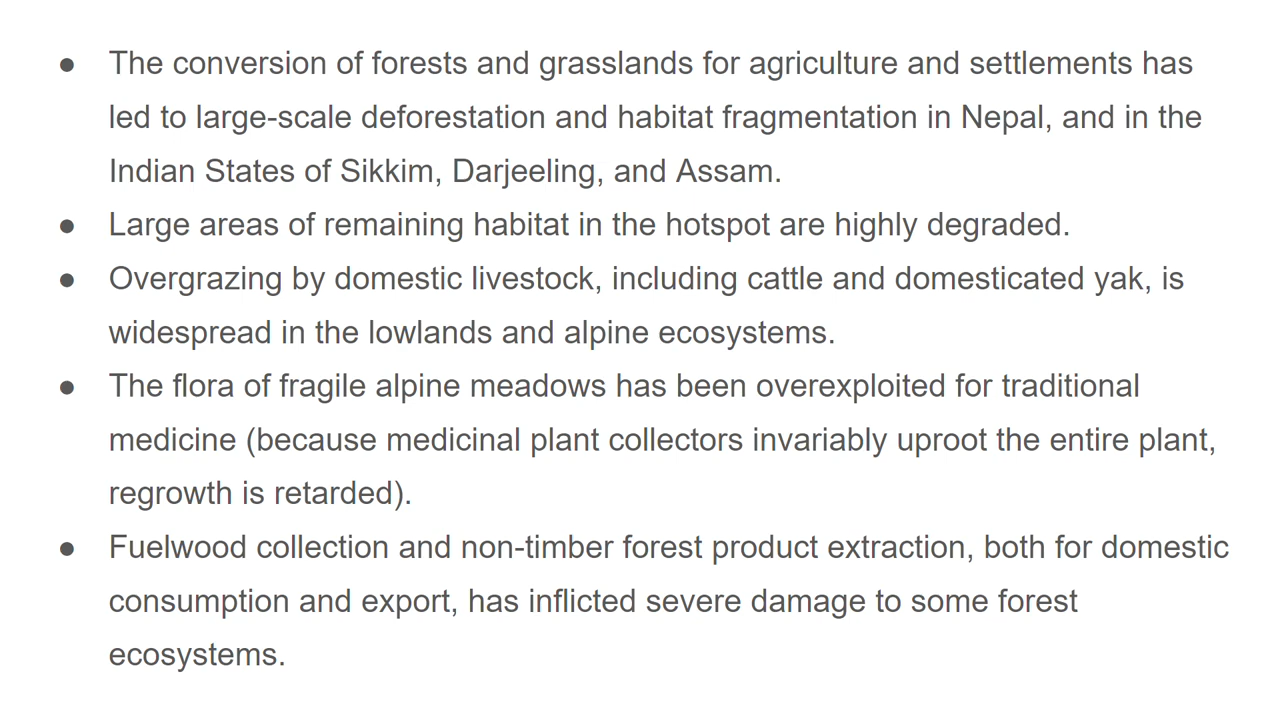 ● The conversion of forests and grasslands for agriculture and settlements has
led to large-scale deforestation and habitat fragmentation in Nepal, and in the
Indian States of Sikkim, Darjeeling, and Assam.
● Large areas of remaining habitat in the hotspot are highly degraded.
● Overgrazing by domestic livestock, including cattle and domesticated yak, is
widespread in the lowlands and alpine ecosystems.
● The flora of fragile alpine meadows has been overexploited for traditional
medicine (because medicinal plant collectors invariably uproot the entire plant,
regrowth is retarded).
● Fuelwood collection and non-timber forest product extraction, both for domestic
consumption and export, has inflicted severe damage to some forest
ecosystems.